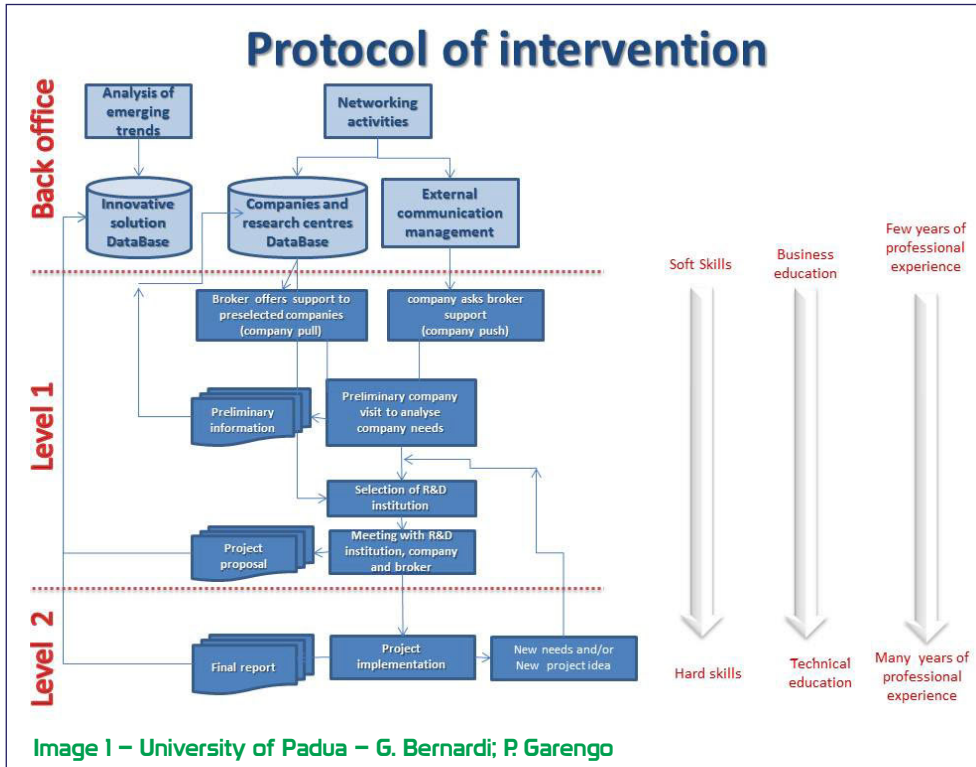 Protocol of intervention
Back office
Analysis of
emerging
trends
Networking
activities
Innovative
solution
DataBase
Companies and
research centres
DataBase
External
communication
management
Level 1
Broker offers support to
preselected companies
(company pull)
company asks broker
support
(company push)
Preliminary
information
Preliminary company
visit to analyse
company needs
Selection of R&D
institution
Project
proposal
Meeting with R&D
institution, company
and broker
Level 2
Final report
Project
implementation
New needs and/or
New project idea
Soft Skills
Business
education
Few years of
professional
experience
Hard skills
Technical
education
Many years of
professional
experience
Image 1 – University of Padua – G. Bernardi; P. Garengo